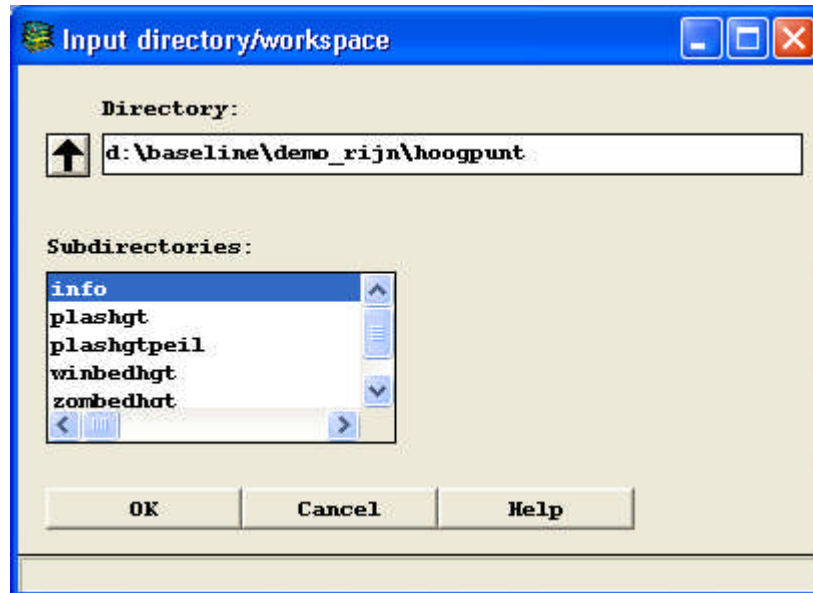 Input directory/workspace
Directory:
d:\baseline\demo_rijn\hoogpunt
Subdirectories:
info
plashgt
plashgtpeil
winbedhgt
zombedhgt
OK Cancel Help